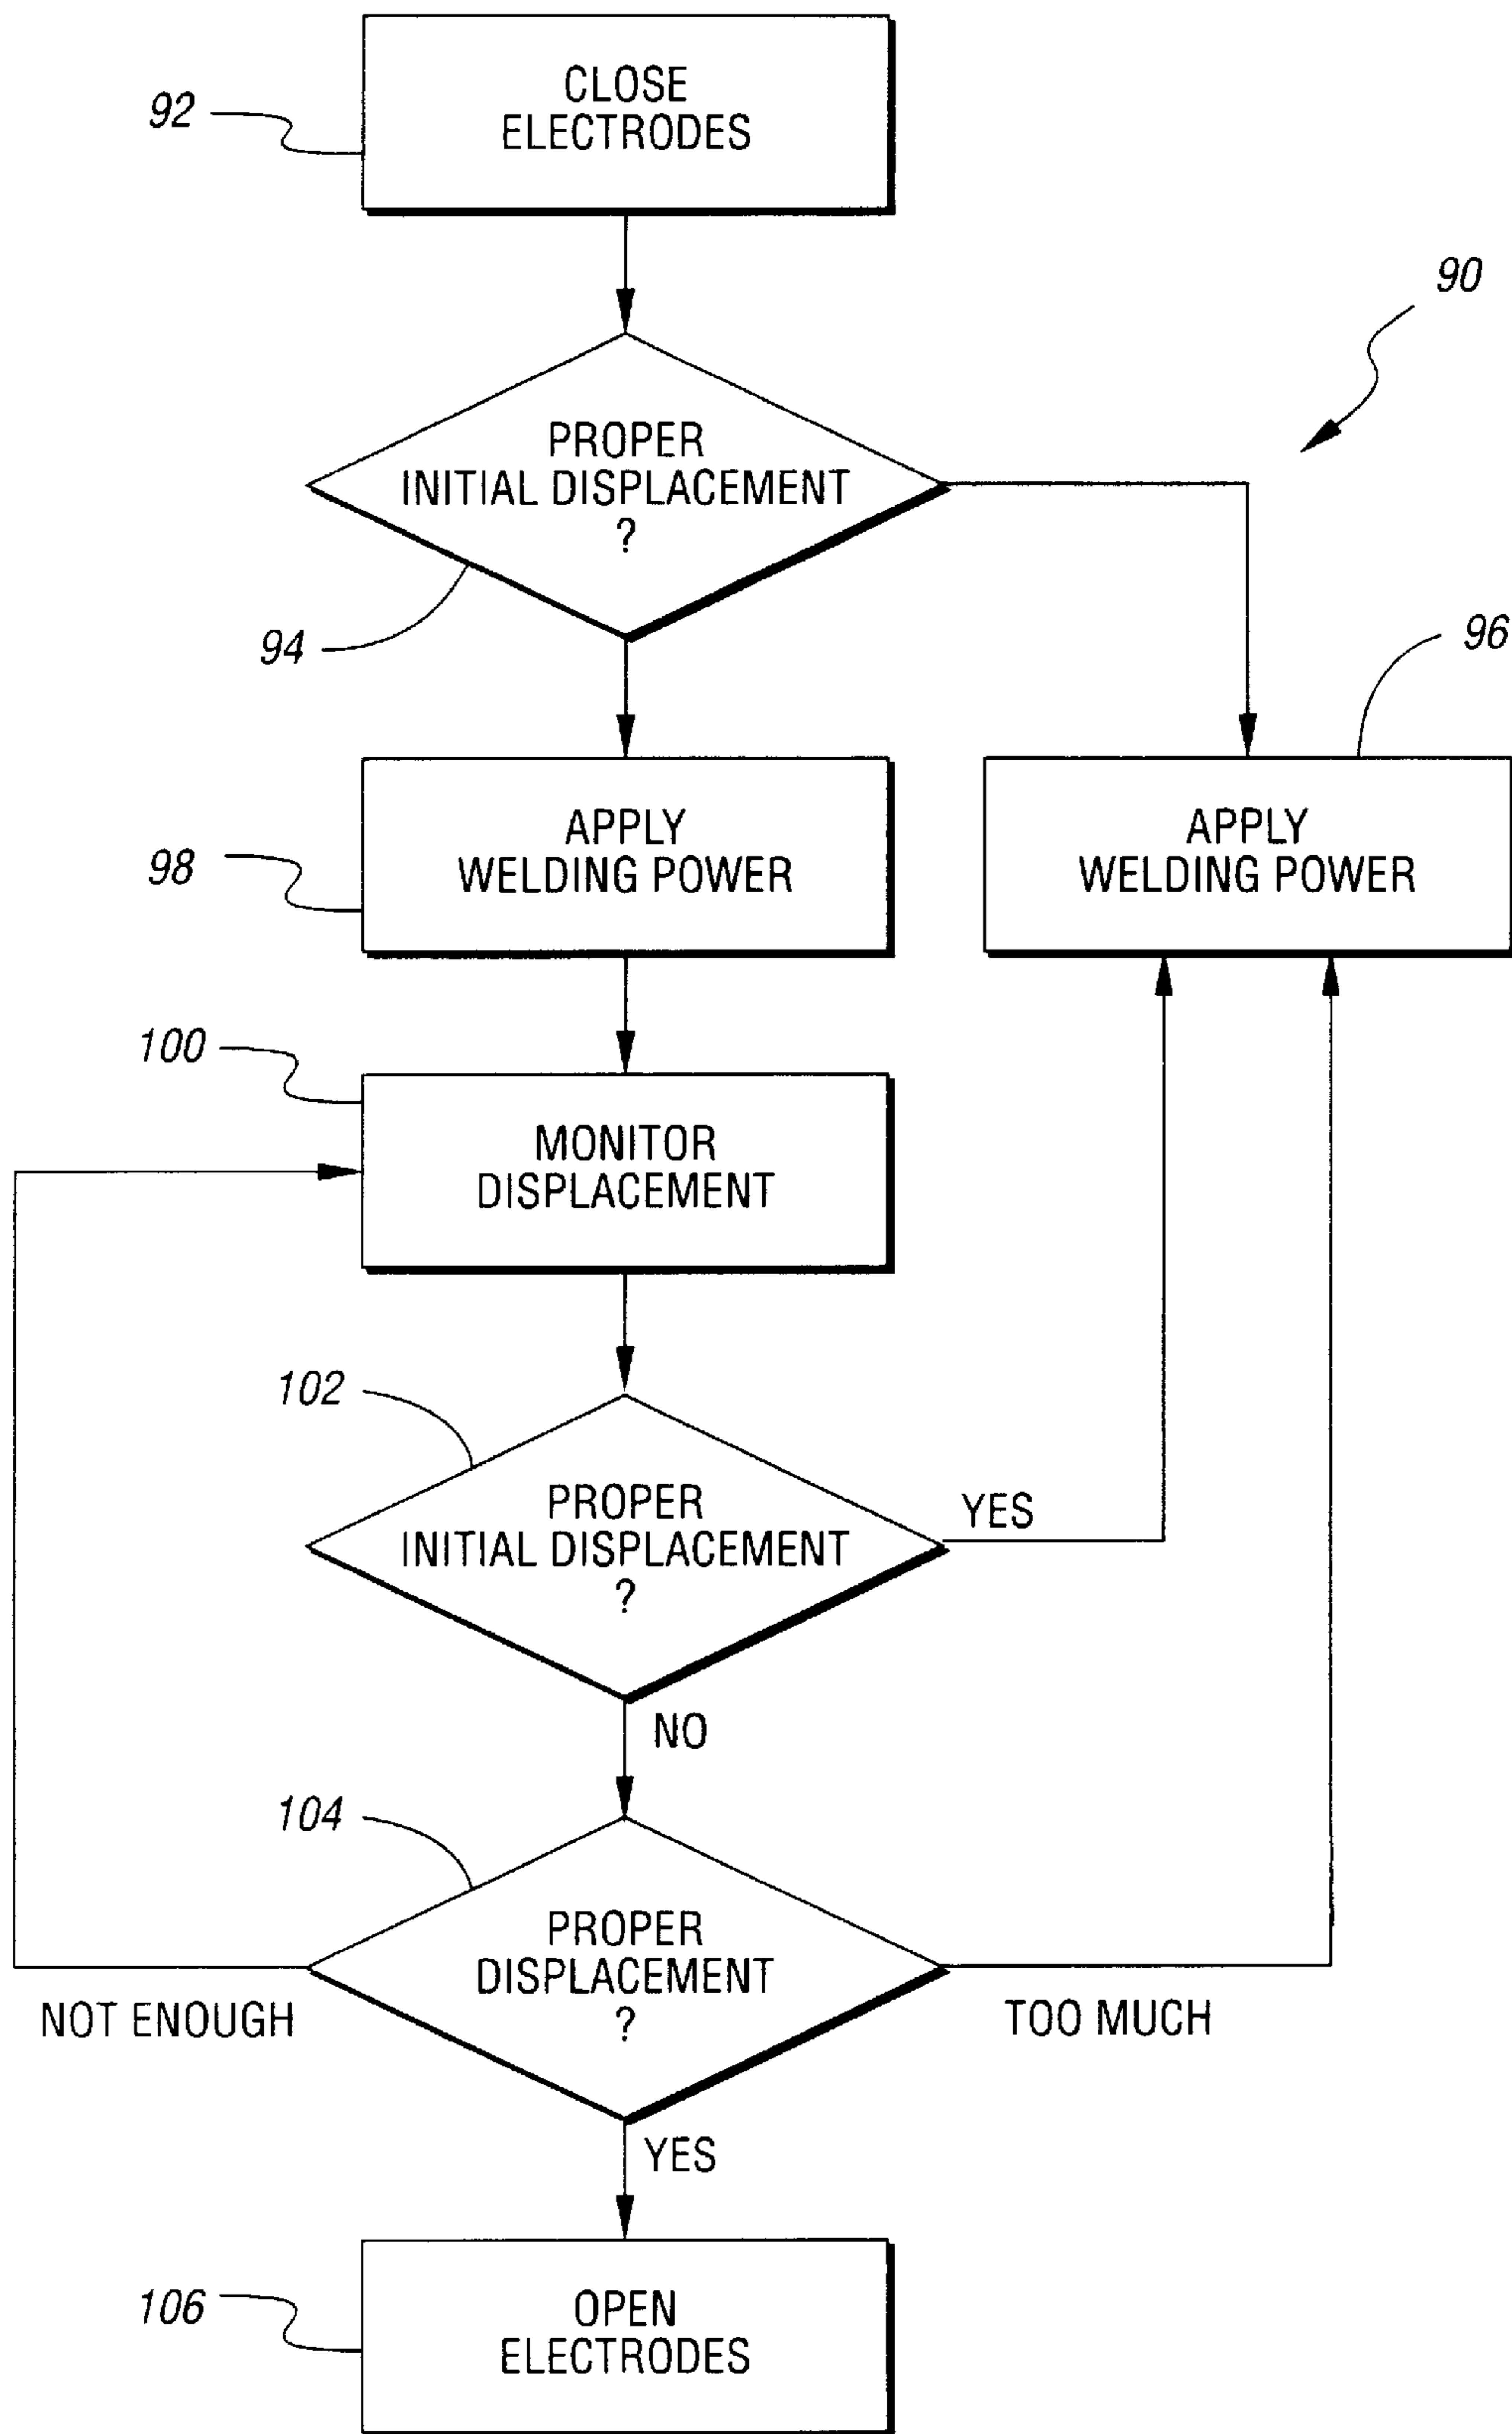 CLOSE
ELECTRODES
92
90
PROPER
INITIAL DISPLACEMENT
?
94
96
APPLY
WELDING POWER
98
APPLY
WELDING POWER
100
MONITOR
DISPLACEMENT
102
PROPER
INITIAL DISPLACEMENT
?
YES
NO
104
PROPER
DISPLACEMENT
?
NOT ENOUGH
TOO MUCH
YES
106
OPEN
ELECTRODES